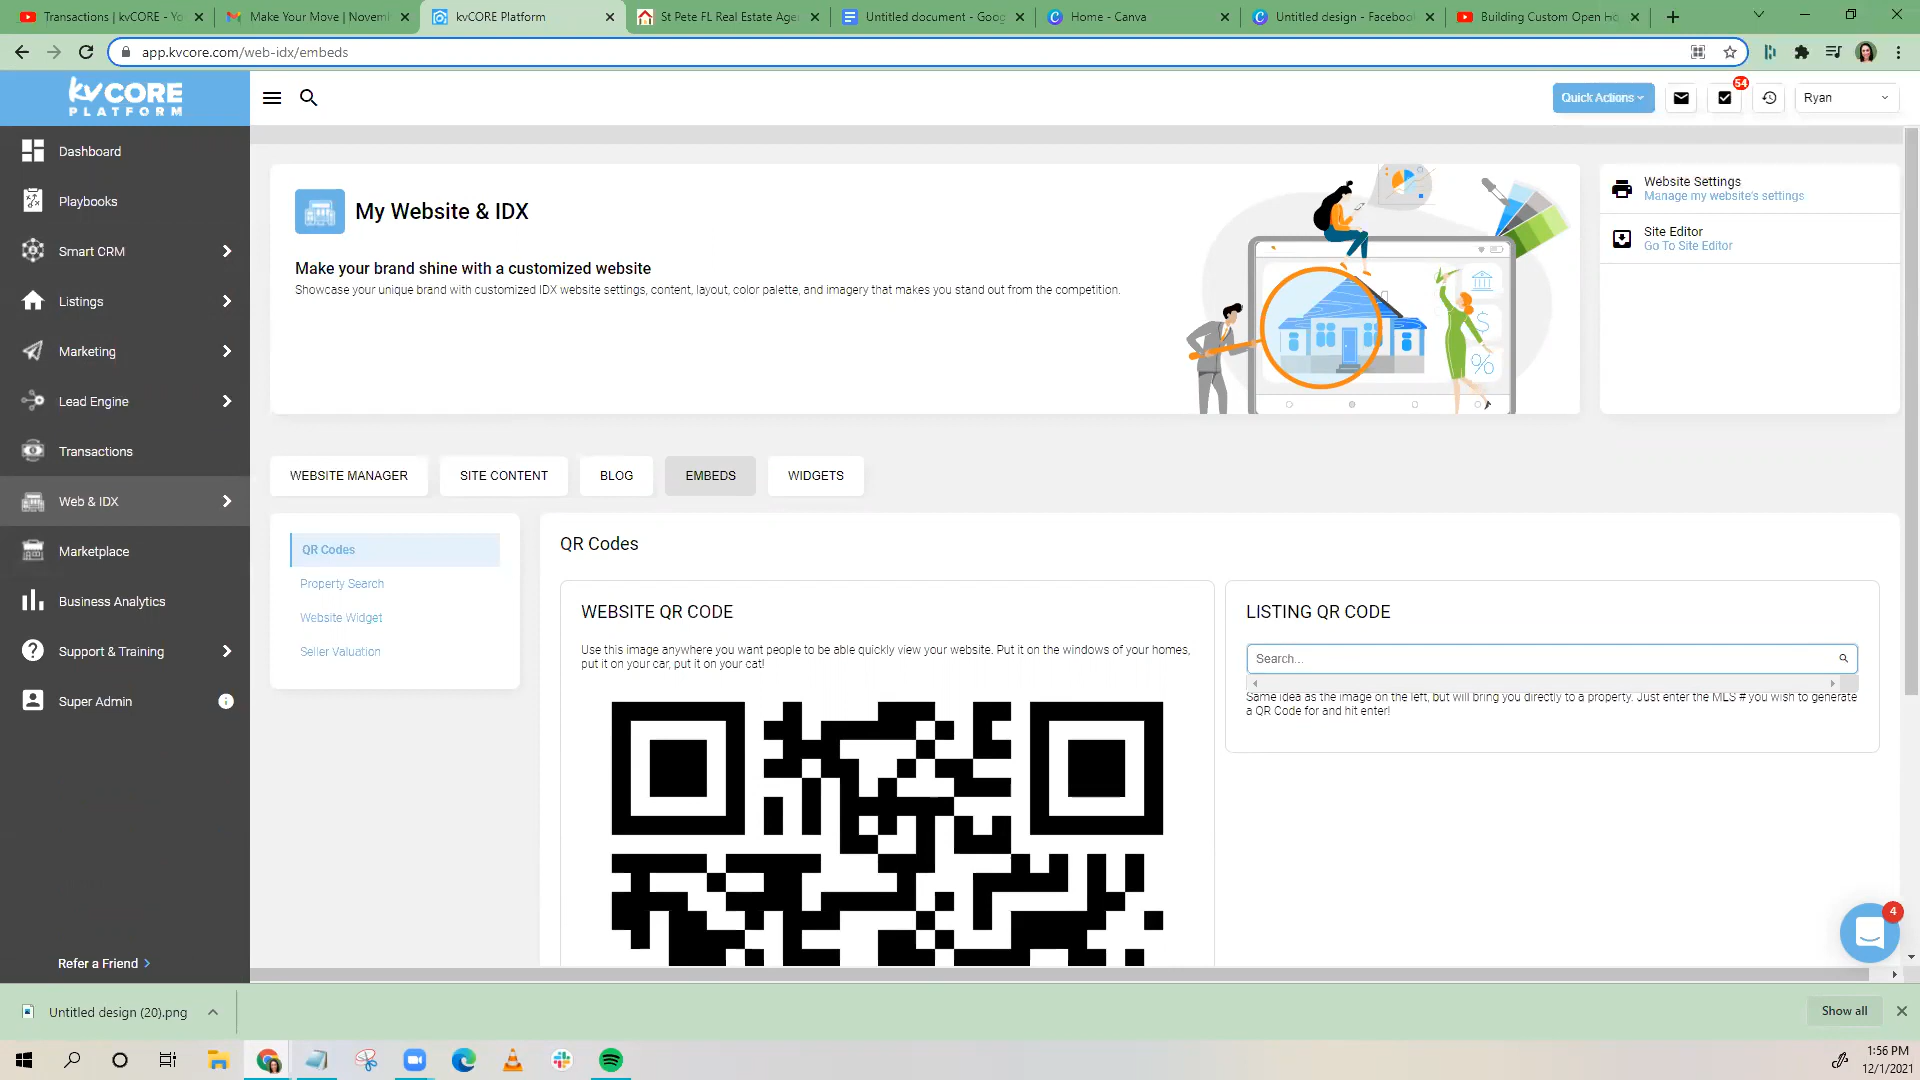 Transactions | kvCORE - Yo
Make Your Move | Novemb
kvCORE Platform
St Pete FL Real Estate Age
Untitled document - Goog
Home - Canva
Untitled design - Facebook
Building Custom Open Ho
app.kvcore.com/web-idx/embeds
kvCORE
PLATFORM
Quick Actions
54
Ryan
Dashboard
Playbooks
Smart CRM
Listings
Marketing
Lead Engine
Transactions
Web & IDX
Marketplace
Business Analytics
Support & Training
Super Admin
Refer a Friend
My Website & IDX
Make your brand shine with a customized website
Showcase your unique brand with customized IDX website settings, content, layout, color palette, and imagery that makes you stand out from the competition.
$
%
Website Settings
Manage my website's settings
Site Editor
Go To Site Editor
WEBSITE MANAGER
SITE CONTENT
BLOG
EMBEDS
WIDGETS
QR Codes
Property Search
Website Widget
Seller Valuation
QR Codes
WEBSITE QR CODE
Use this image anywhere you want people to be able quickly view your website. Put it on the windows of your homes,
put it on your car, put it on your cat!
LISTING QR CODE
Search...
Same idea as the image on the left, but will bring you directly to a property. Just enter the MLS # you wish to generate
a QR Code for and hit enter!
4
Untitled design (20).png
Show all
1:56 PM
12/1/2021